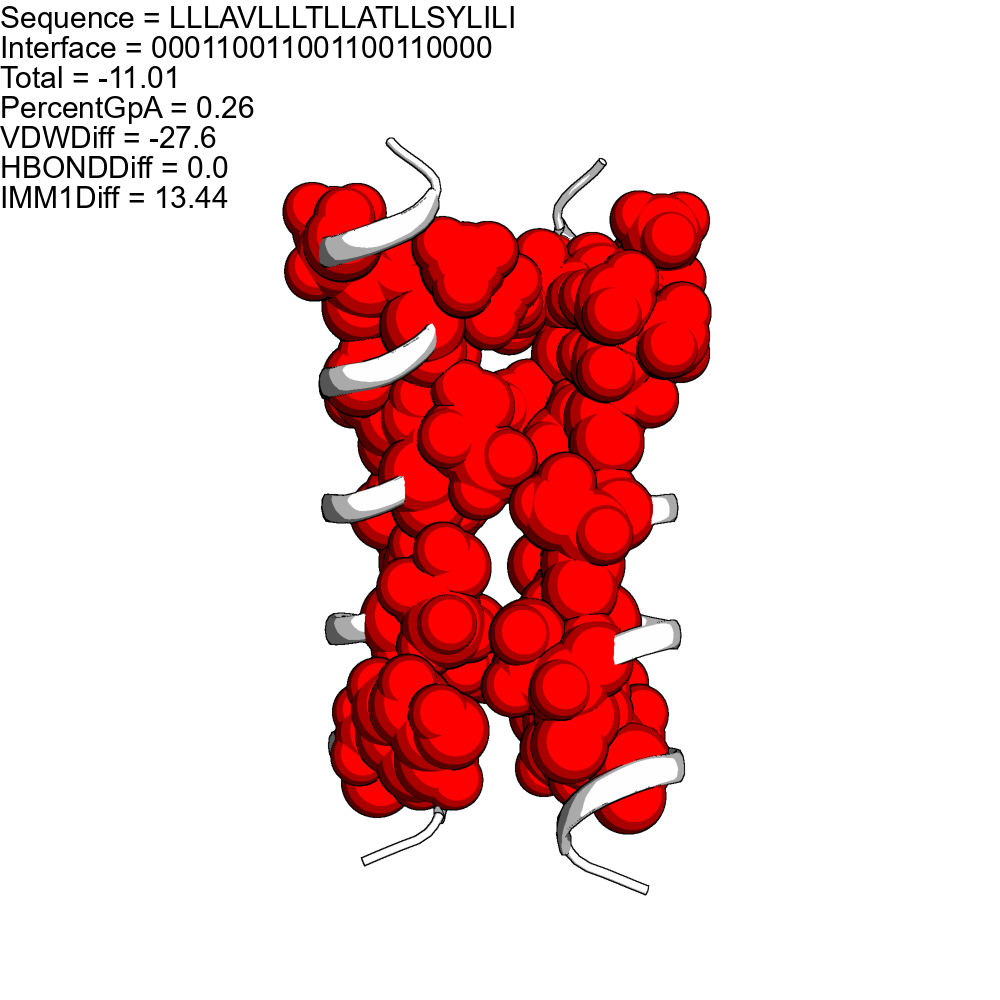 Sequence = LLLAVLLLTLLATLLSYLILI
Interface = 000110011001100110000
Total = -11.01
PercentGpA = 0.26
VDWDiff = -27.6
HBONDDiff = 0.0
IMM1Diff = 13.44